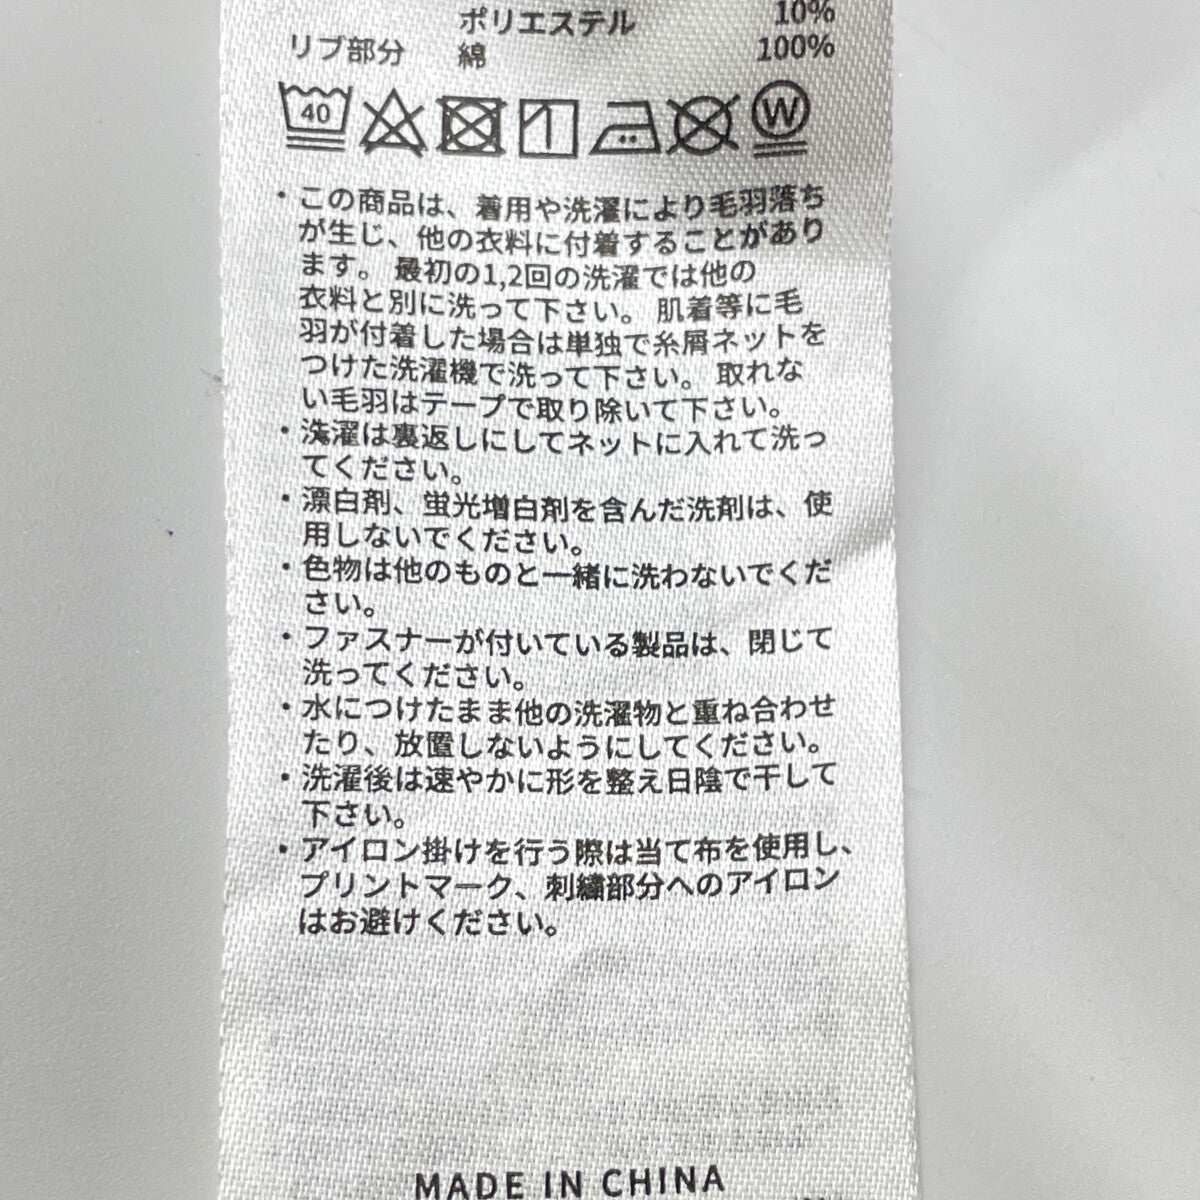 ポリエステル 10%
リブ部分 綿 100%
40 W
・この商品は、着用や洗濯により毛羽落ち
が生じ、他の衣料に付着することがあり
ます。最初の1,2回の洗濯では他の
衣料と別に洗って下さい。肌着等に毛
羽が付着した場合は単独で糸屑ネットを
つけた洗濯機で洗って下さい。取れな
い毛羽はテープで取り除いて下さい。
・洗濯は裏返しにしてネットに入れて洗っ
てください。
・漂白剤、蛍光増白剤を含んだ洗剤は、使
用しないでください。
・色物は他のものと一緒に洗わないでくだ
さい。
・ファスナーが付いている製品は、閉じて
洗ってください。
・水につけたまま他の洗濯物と重ね合わせ
たり、放置しないようにしてください。
・洗濯後は速やかに形を整え日陰で干して
下さい。
・アイロン掛けを行う際は当て布を使用し、
プリントマーク、刺繍部分へのアイロン
はお避けください。
MADE IN CHINA